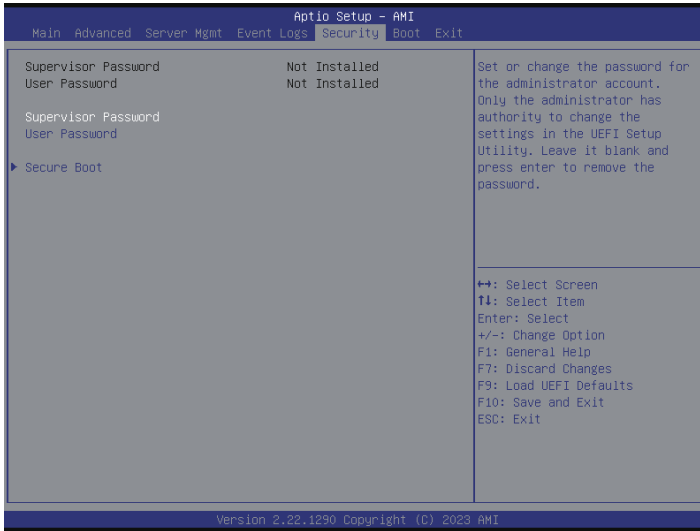 Aptio Setup – AMI
Main Advanced Server Mgmt Event Logs Security Boot Exit
Supervisor Password Not Installed
User Password Not Installed
Supervisor Password
User Password
Secure Boot
Set or change the password for
the administrator account.
Only the administrator has
authority to change the
settings in the UEFI Setup
Utility. Leave it blank and
press enter to remove the
password.
↔: Select Screen
↑↓: Select Item
Enter: Select
+/-: Change Option
F1: General Help
F7: Discard Changes
F9: Load UEFI Defaults
F10: Save and Exit
ESC: Exit
Version 2.22.1290 Copyright (C) 2023 AMI